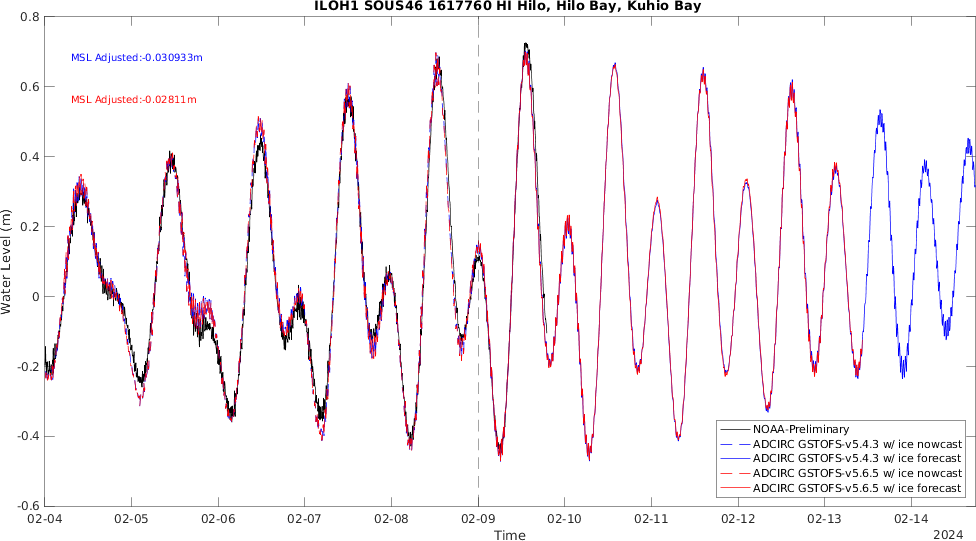 ILOH1 SOUS46 1617760 HI Hilo, Hilo Bay, Kuhio Bay
0.8
0.6
0.4
0.2
0
-0.2
-0.4
-0.6
Water Level (m)
MSL Adjusted:-0.030933m
MSL Adjusted:-0.02811m
NOAA-Preliminary
ADCIRC GSTOFS-v5.4.3 w/ ice nowcast
ADCIRC GSTOFS-v5.4.3 w/ ice forecast
ADCIRC GSTOFS-v5.6.5 w/ ice nowcast
ADCIRC GSTOFS-v5.6.5 w/ ice forecast
02-04 02-05 02-06 02-07 02-08 02-09 02-10 02-11 02-12 02-13 02-14
Time
2024